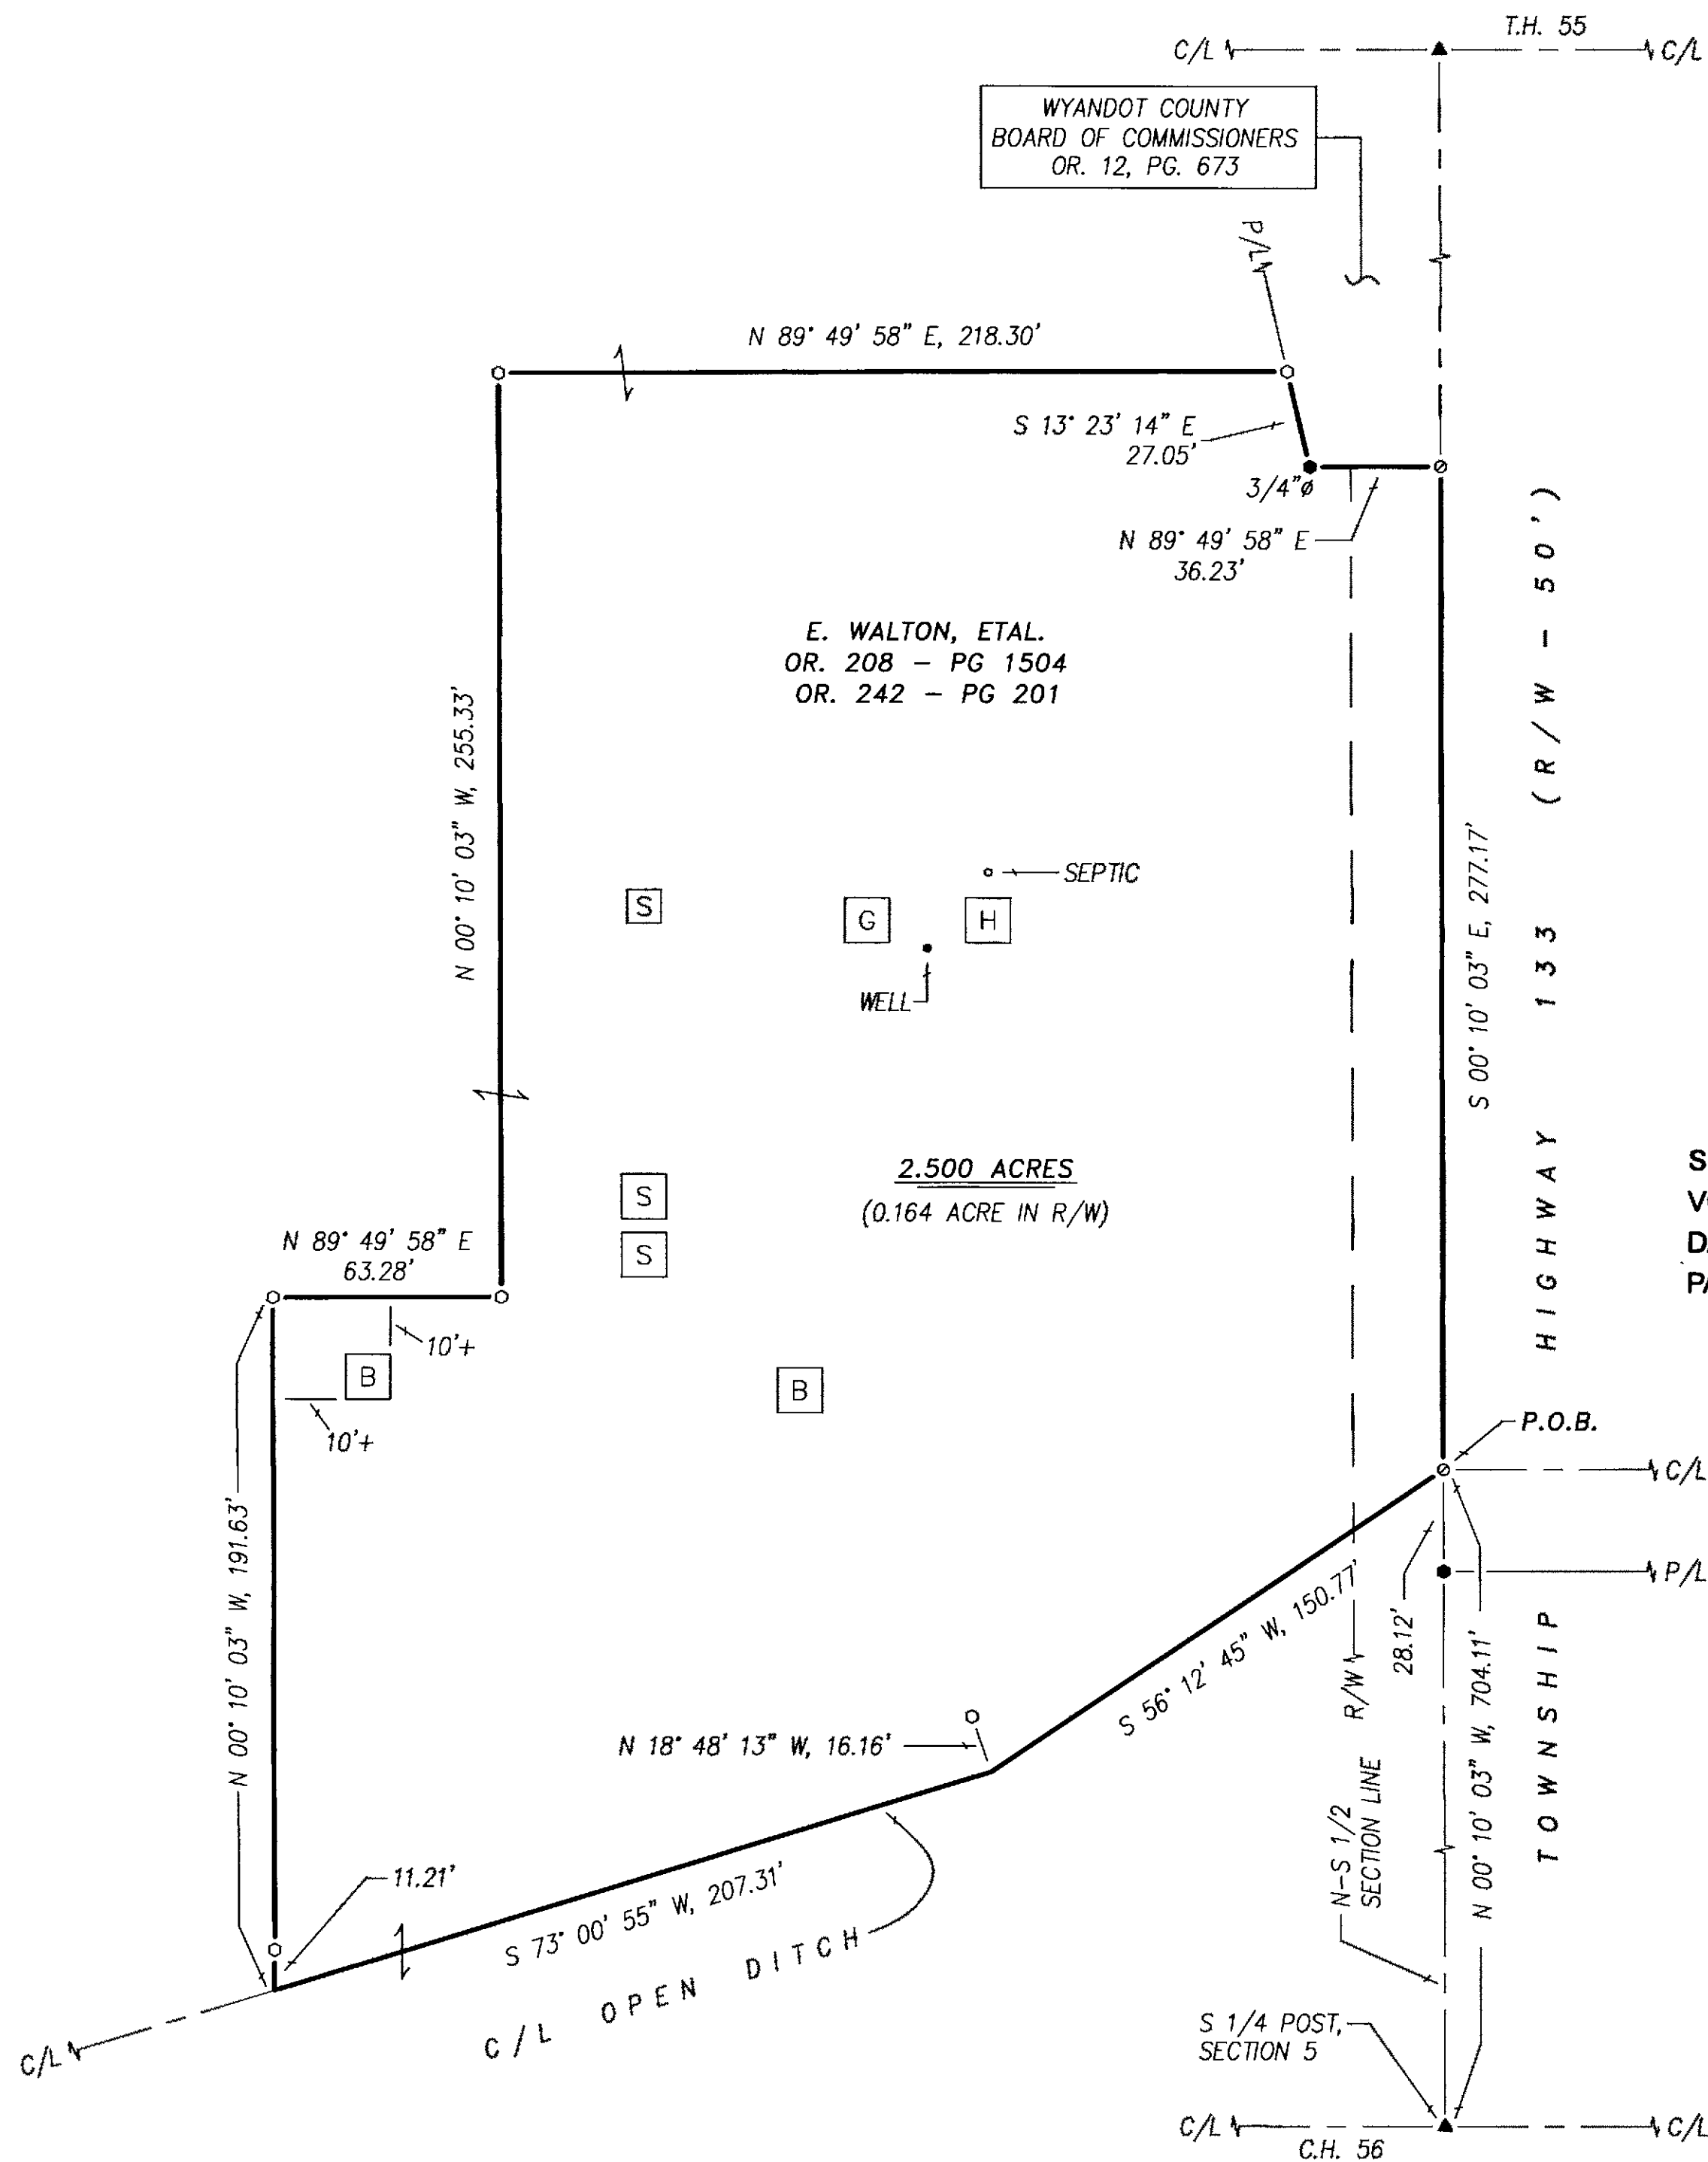 T.H. 55
C/L
C/L
WYANDOT COUNTY
BOARD OF COMMISSIONERS
OR. 12, PG. 673
P/L
N 89° 49' 58" E, 218.30'
S 13° 23' 14" E
27.05'
3/4"ø
N 89° 49' 58" E
36.23'
E. WALTON, ETAL.
OR. 208 – PG 1504
OR. 242 – PG 201
N 00° 10' 03" W, 255.33'
S 00° 10' 03" E, 277.17'
TOWNSHIP HIGHWAY 133 (R/W - 50')
SEPTIC
S
G
H
WELL
2.500 ACRES
(0.164 ACRE IN R/W)
S
S
S
D
N 89° 49' 58" E
63.28'
10'+
B
10'+
B
P.O.B.
C/L
P/L
28.12'
N 00° 10' 03" W, 704.11'
N 00° 10' 03" W, 191.63'
S 56° 12' 45" W, 150.77'
R/W
N 18° 48' 13" W, 16.16'
N-S 1/2
SECTION LINE
11.21'
S 73° 00' 55" W, 207.31'
C/L OPEN DITCH
C/L
S 1/4 POST,
SECTION 5
C/L
C/L
C.H. 56